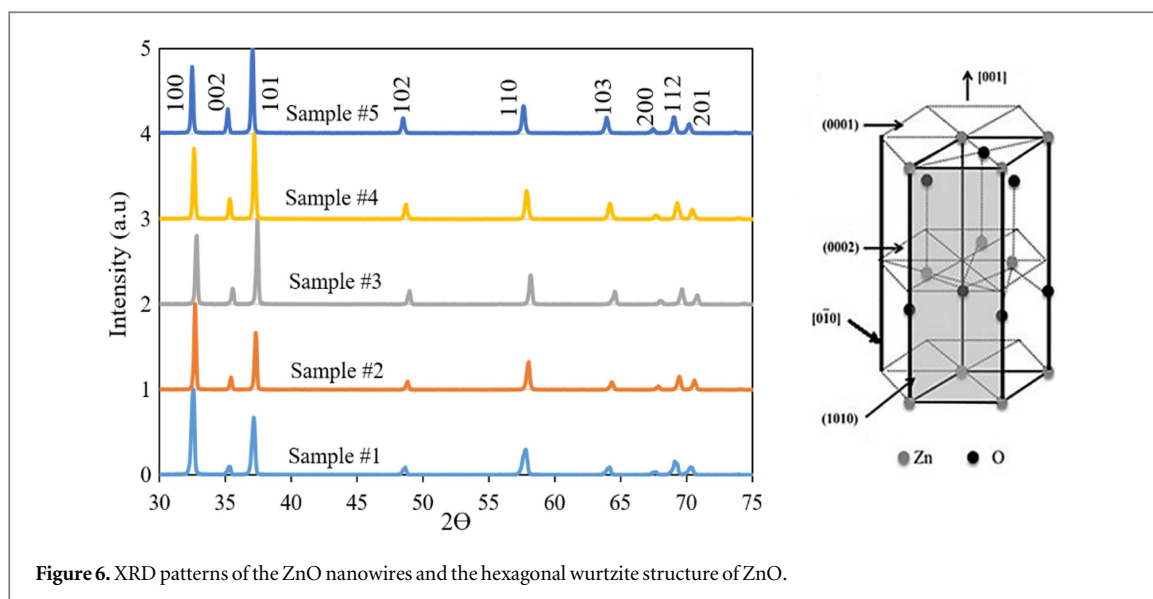 5
4
3
2
1
0
Intensity (a.u)
100
002
101
102
110
103
200
112
201
Sample #5
Sample #4
Sample #3
Sample #2
Sample #1
30 35 40 45 50 55 60 65 70 75
2Θ
[001]
(0001)
(0002)
[01̄0]
(1010)
Zn O
Figure 6. XRD patterns of the ZnO nanowires and the hexagonal wurtzite structure of ZnO.